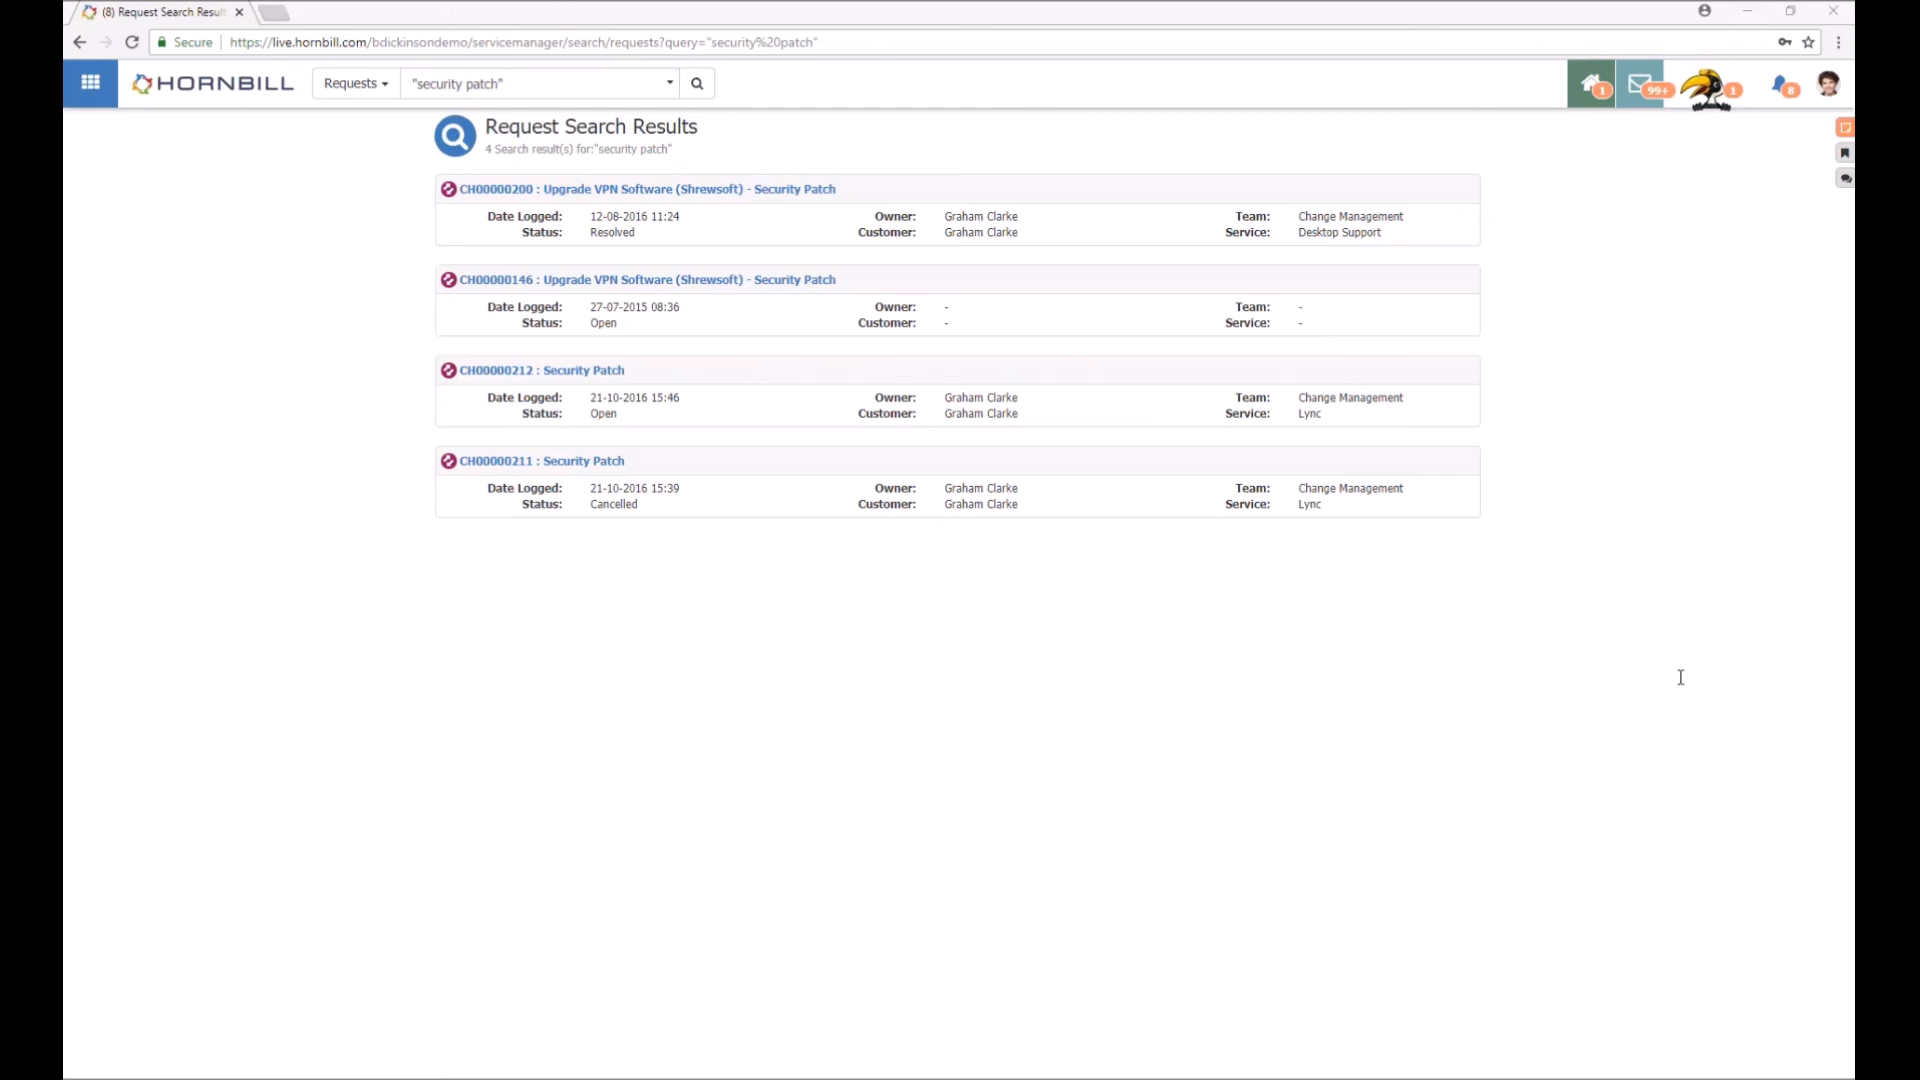 (8) Request Search Resul
Secure https://live.hornbill.com/bdickinsondemo/servicemanager/search/requests?query="security%20patch"
HORNBILL Requests "security patch" 1 99+ 1 8
Request Search Results
4 Search result(s) for:"security patch"
CH00000200 : Upgrade VPN Software (Shrewsoft) - Security Patch
Date Logged: 12-08-2016 11:24 Owner: Graham Clarke Team: Change Management
Status: Resolved Customer: Graham Clarke Service: Desktop Support
CH00000146 : Upgrade VPN Software (Shrewsoft) - Security Patch
Date Logged: 27-07-2015 08:36 Owner: - Team: -
Status: Open Customer: - Service: -
CH00000212 : Security Patch
Date Logged: 21-10-2016 15:46 Owner: Graham Clarke Team: Change Management
Status: Open Customer: Graham Clarke Service: Lync
CH00000211 : Security Patch
Date Logged: 21-10-2016 15:39 Owner: Graham Clarke Team: Change Management
Status: Cancelled Customer: Graham Clarke Service: Lync